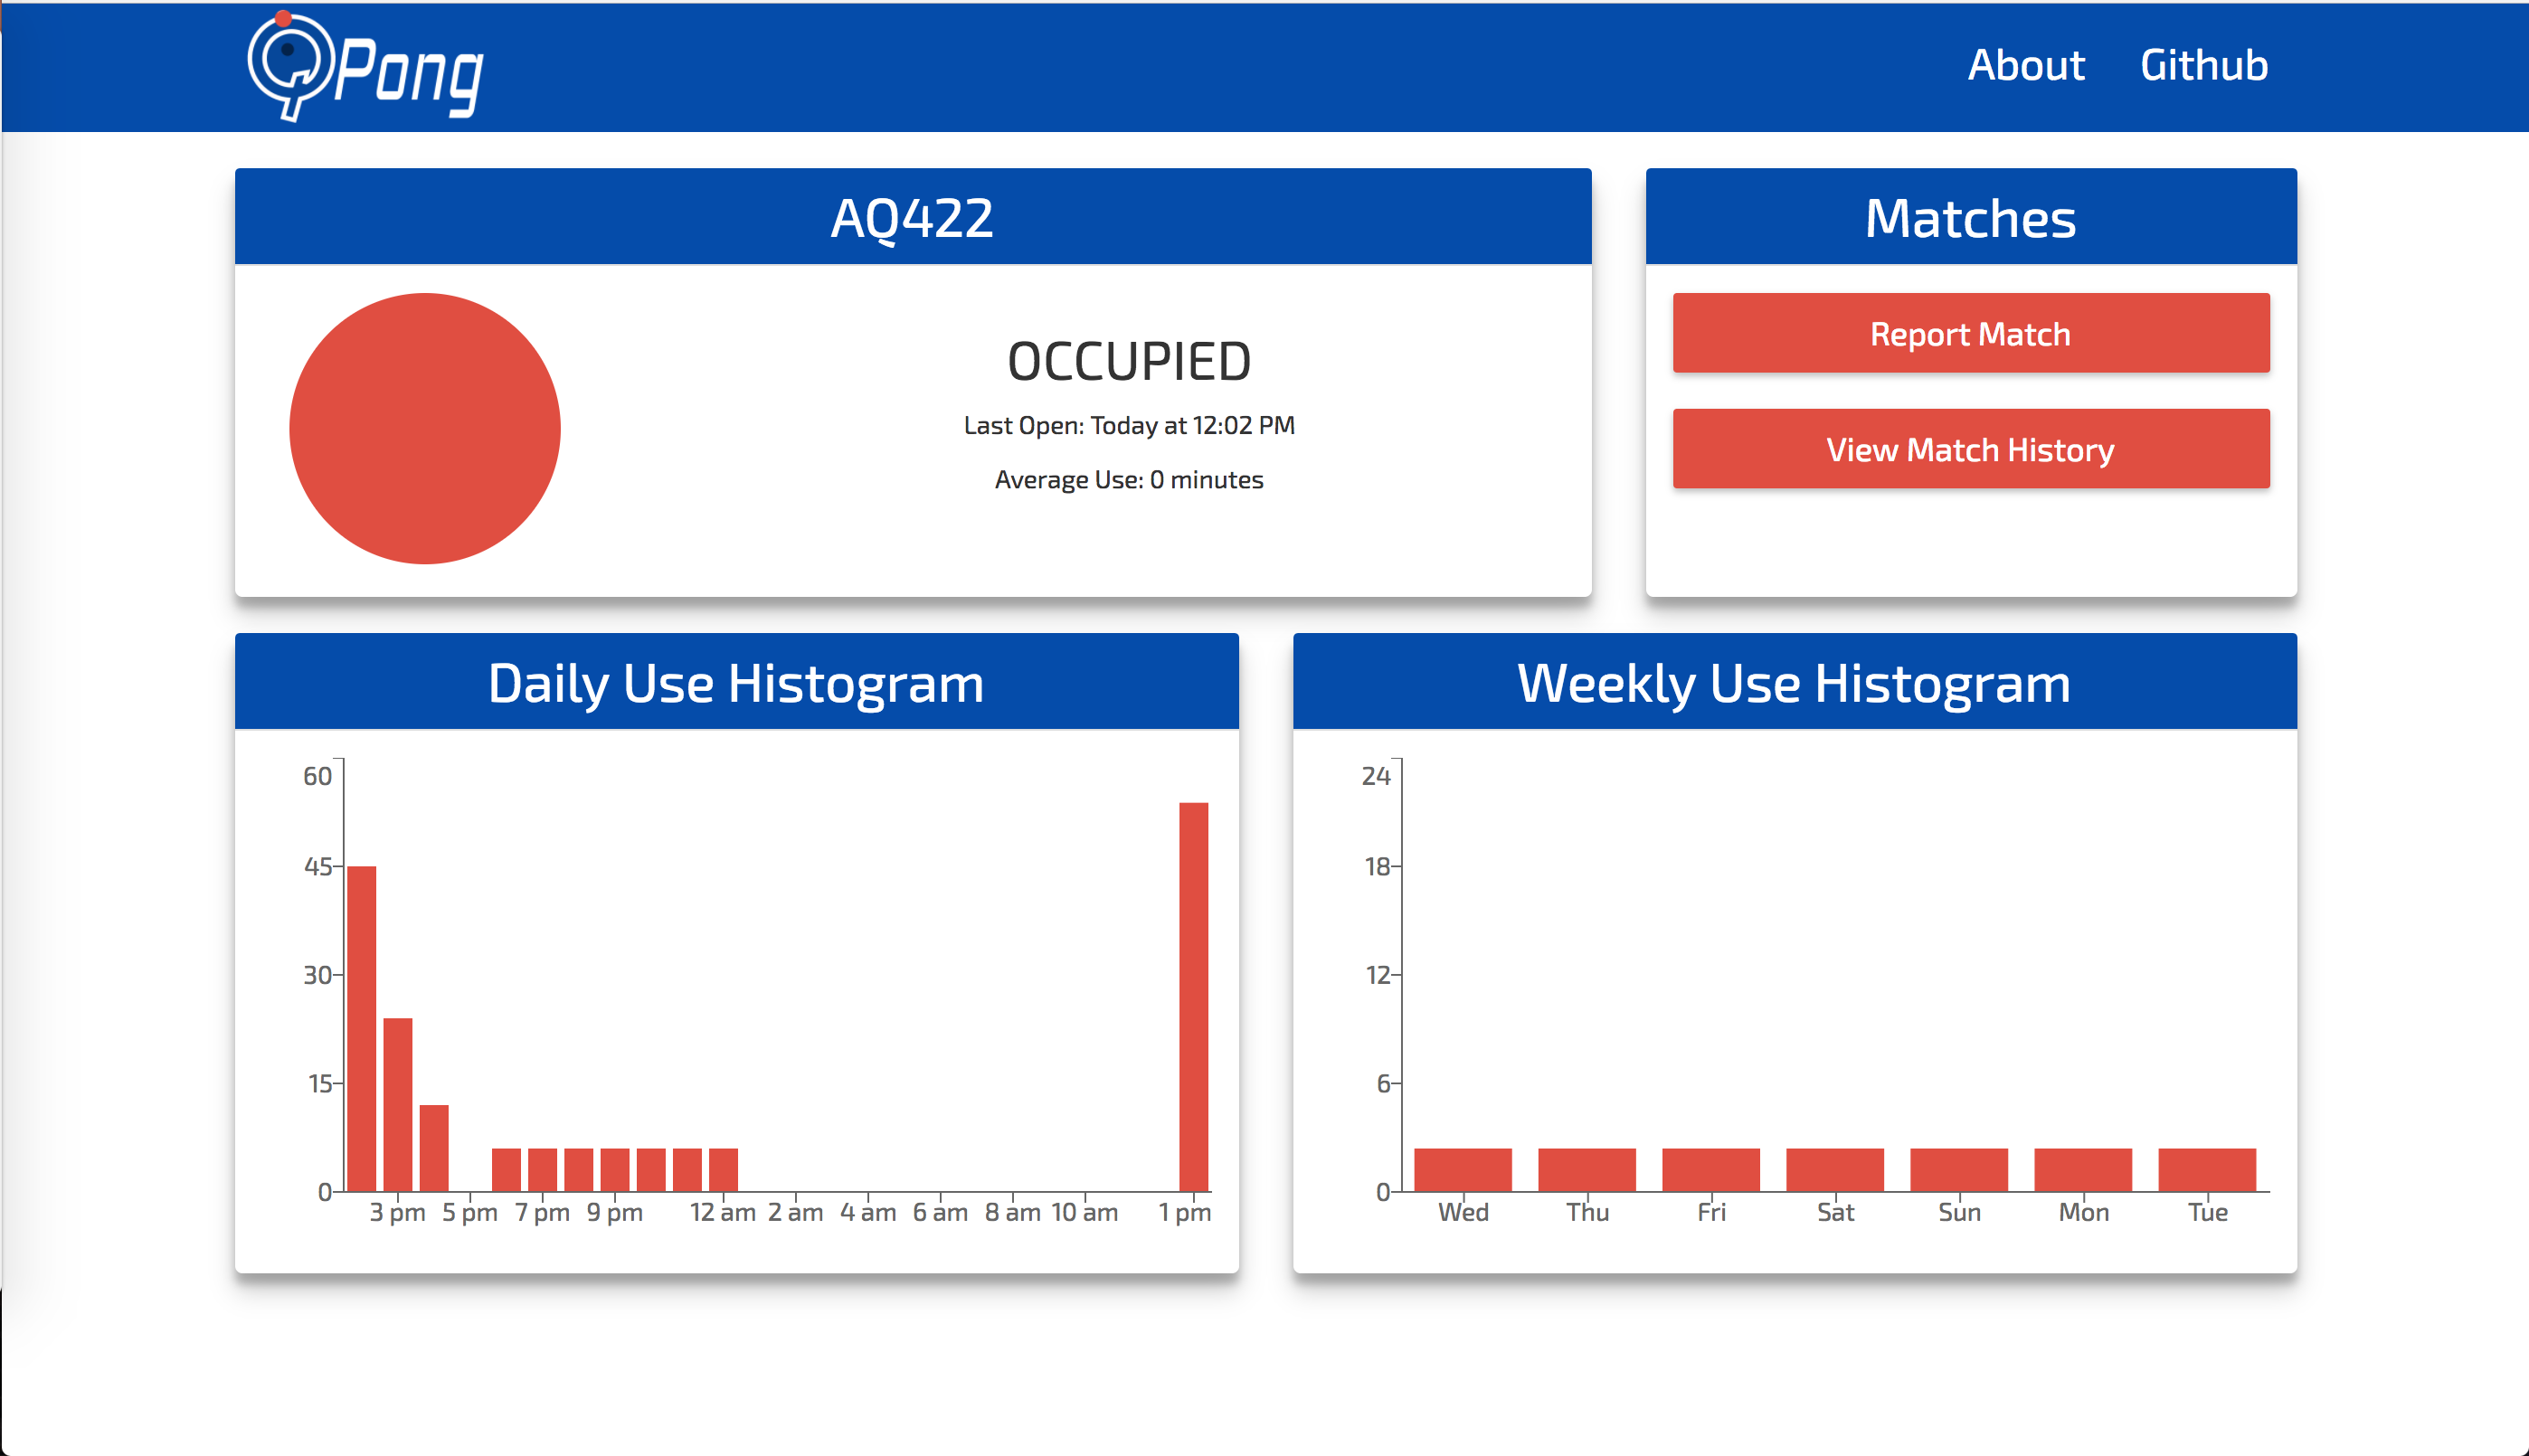 QPong
About Github
AQ422
OCCUPIED
Last Open: Today at 12:02 PM
Average Use: 0 minutes
Matches
Report Match
View Match History
Daily Use Histogram
60
45
30
15
0
3 pm 5 pm 7 pm 9 pm 12 am 2 am 4 am 6 am 8 am 10 am 1 pm
Weekly Use Histogram
24
18
12
6
0
Wed Thu Fri Sat Sun Mon Tue